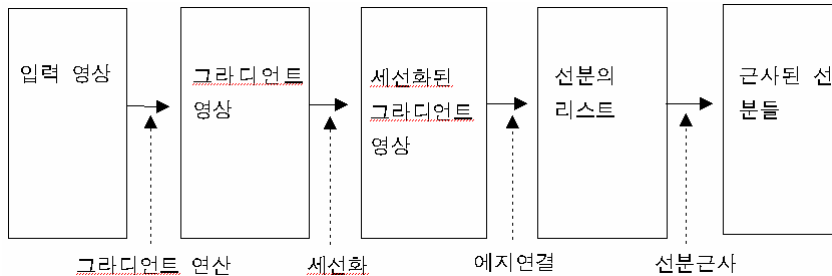 입력 영상
그라디언트
영상
세선화된
그라디언트
영상
선분의
리스트
근사된 선
분들
그라디언트 연산
세선화
에지연결
선분근사